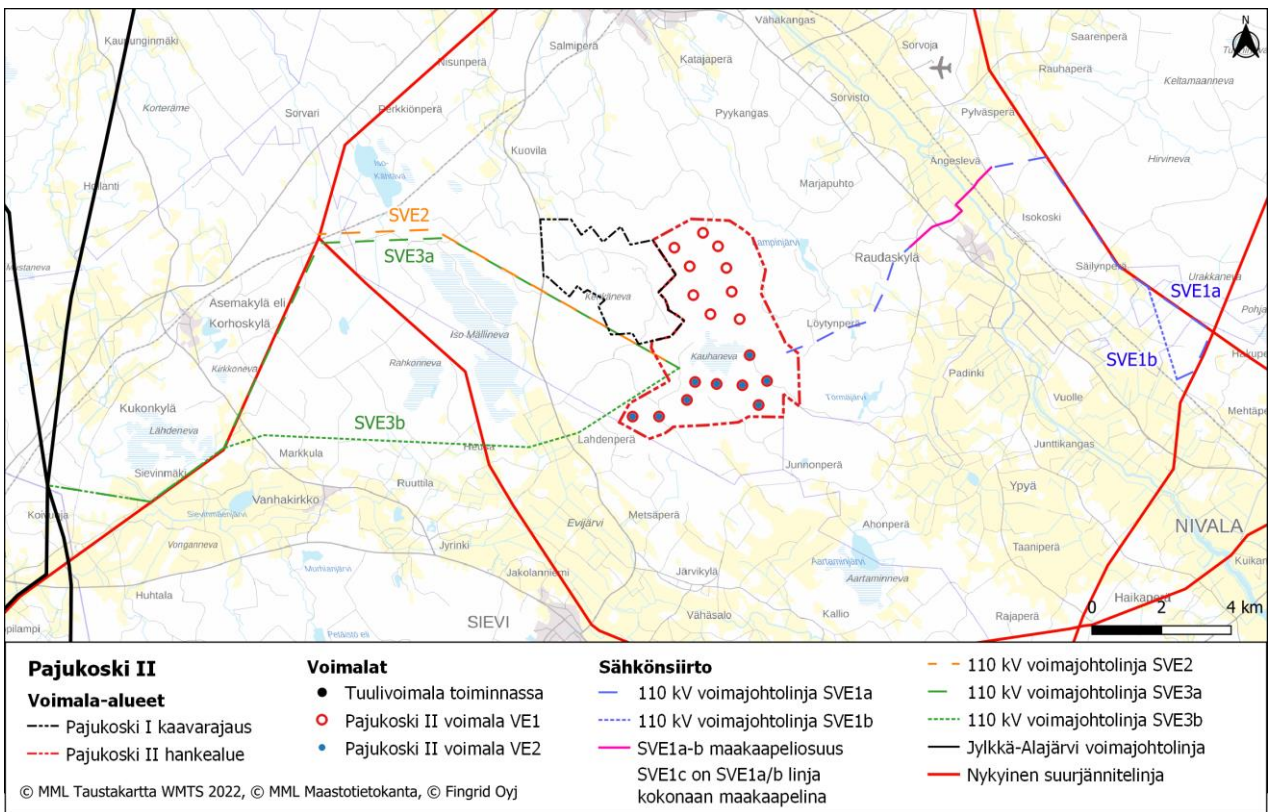 Kaupunginmäki
Vähäkangas
Saarenperä
N
Salmiperä
Sorvoja
Rauhaperä
Nisunperä
Katajaperä
Keltamaanneva
Korteräme
Sorvari
Perkkiönperä
Pyykangas
Sorvisto
Pylväsperä
Kuovila
Hirvineva
Hollanti
Iso-Kähtävä
Ängeslevä
Marjapuhto
SVE2
Isokoski
Mustaneva
SVE3a
Raudaskylä
Säilynperä
Urakkaneva
Asemakylä eli
Korhoskylä
Iso Mällineva
SVE1a
Löytynperä
Kirkkoneva
Rahkonneva
Kauhaneva
SVE1b
Padinki
Kukonkylä
Törmäjärvi
Vuolle
Lähdeneva
SVE3b
Lahdenperä
Junttikangas
Sievinmäki
Markkula
Junnonperä
Ruuttila
Ypyä
Vanhakirkko
Metsäperä
Evijärvi
Ahonperä
NIVALA
Vonganneva
Jyrinki
Taaniperä
Järvikylä
Jakolanniemi
Aartaminneva
Huhtala
Vähäsalo
Kallio
Rajaperä
Haikaperä
SIEVI
0 2 4 km
Pajukoski II
Voimala-alueet
Pajukoski I kaavarajaus
Pajukoski II hankealue
© MML Taustakartta WMTS 2022, © MML Maastotietokanta, © Fingrid Oyj
Voimalat
Tuulivoimala toiminnassa
Pajukoski II voimala VE1
Pajukoski II voimala VE2
Sähkönsiirto
110 kV voimajohtolinja SVE1a
110 kV voimajohtolinja SVE1b
SVE1a-b maakaapeliosuus
SVE1c on SVE1a/b linja
kokonaan maakaapelina
110 kV voimajohtolinja SVE2
110 kV voimajohtolinja SVE3a
110 kV voimajohtolinja SVE3b
Jylkkä-Alajärvi voimajohtolinja
Nykyinen suurjännitelinja